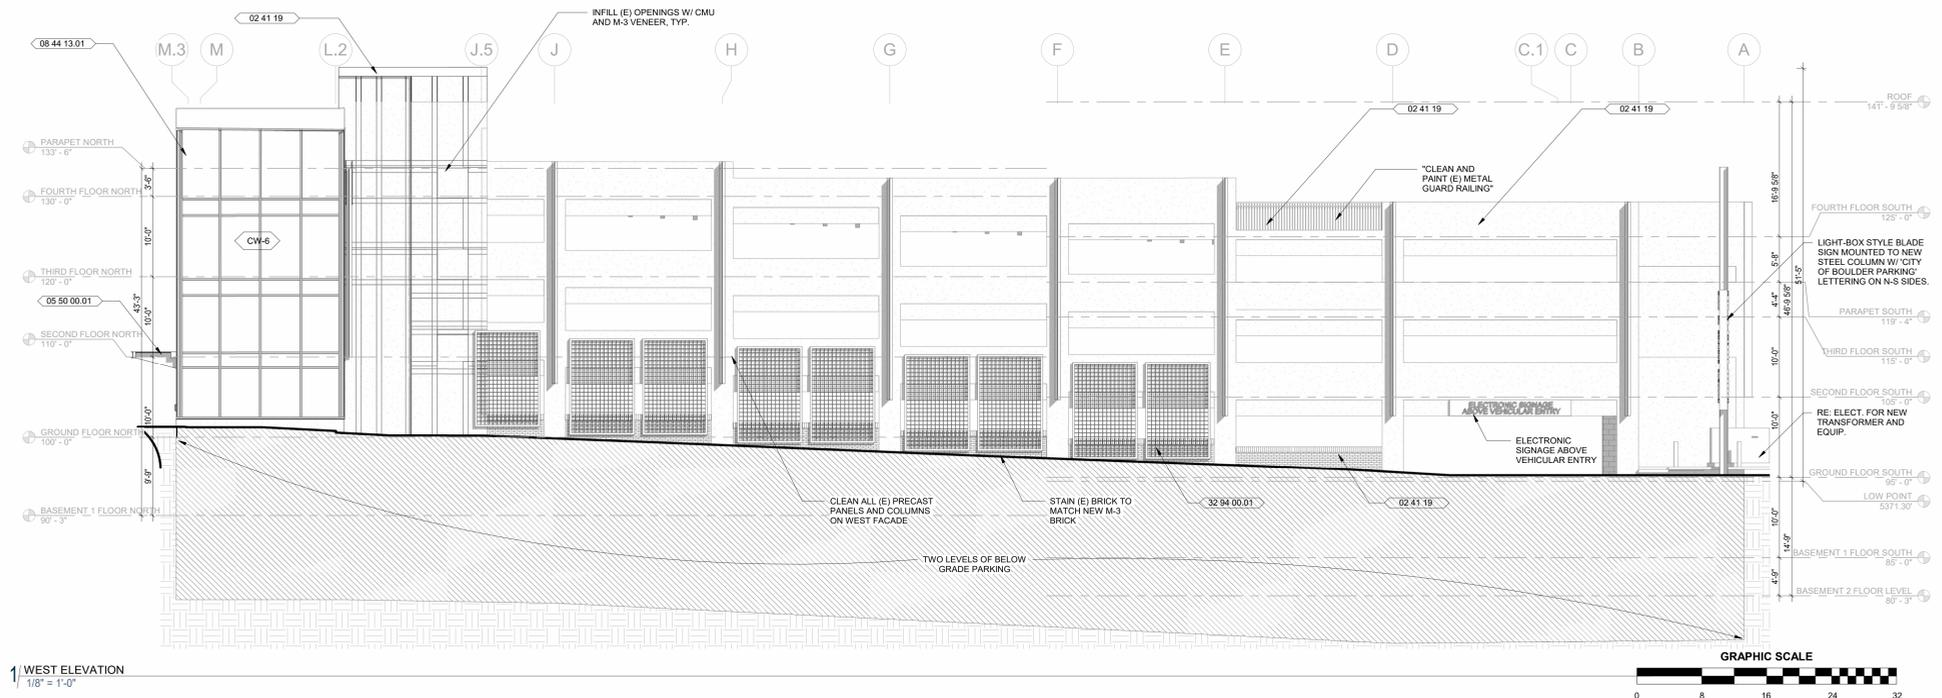 02 41 19
INFILL (E) OPENINGS W/ CMU
AND M-3 VENEER, TYP.
08 44 13.01
M.3
M
L.2
J.5
J
H
G
F
E
D
C.1
C
B
A
ROOF
141' - 9 5/8"
02 41 19
02 41 19
PARAPET NORTH
133' - 6"
3'-6"
"CLEAN AND
PAINT (E) METAL
GUARD RAILING"
16'-9 5/8"
FOURTH FLOOR NORTH
130' - 0"
FOURTH FLOOR SOUTH
125' - 0"
CW-6
10'-0"
LIGHT-BOX STYLE BLADE
SIGN MOUNTED TO NEW
STEEL COLUMN W/ 'CITY
OF BOULDER PARKING'
LETTERING ON N-S SIDES.
5'-8"
51'-5"
THIRD FLOOR NORTH
120' - 0"
05 50 00.01
43'-3"
10'-0"
4'-4"
46'-9 5/8"
PARAPET SOUTH
119' - 4"
SECOND FLOOR NORTH
110' - 0"
THIRD FLOOR SOUTH
115' - 0"
10'-0"
SECOND FLOOR SOUTH
105' - 0"
10'-0"
ELECTRONIC SIGNAGE
ABOVE VEHICULAR ENTRY
10'-0"
RE: ELECT. FOR NEW
TRANSFORMER AND
EQUIP.
GROUND FLOOR NORTH
100' - 0"
ELECTRONIC
SIGNAGE ABOVE
VEHICULAR ENTRY
9'-9"
GROUND FLOOR SOUTH
95' - 0"
CLEAN ALL (E) PRECAST
PANELS AND COLUMNS
ON WEST FACADE
STAIN (E) BRICK TO
MATCH NEW M-3
BRICK
32 94 00.01
02 41 19
LOW POINT
5371.30'
BASEMENT 1 FLOOR NORTH
90' - 3"
10'-0"
14'-9"
TWO LEVELS OF BELOW
GRADE PARKING
BASEMENT 1 FLOOR SOUTH
85' - 0"
4'-9"
BASEMENT 2 FLOOR LEVEL
80' - 3"
1
WEST ELEVATION
1/8" = 1'-0"
GRAPHIC SCALE
0 8 16 24 32